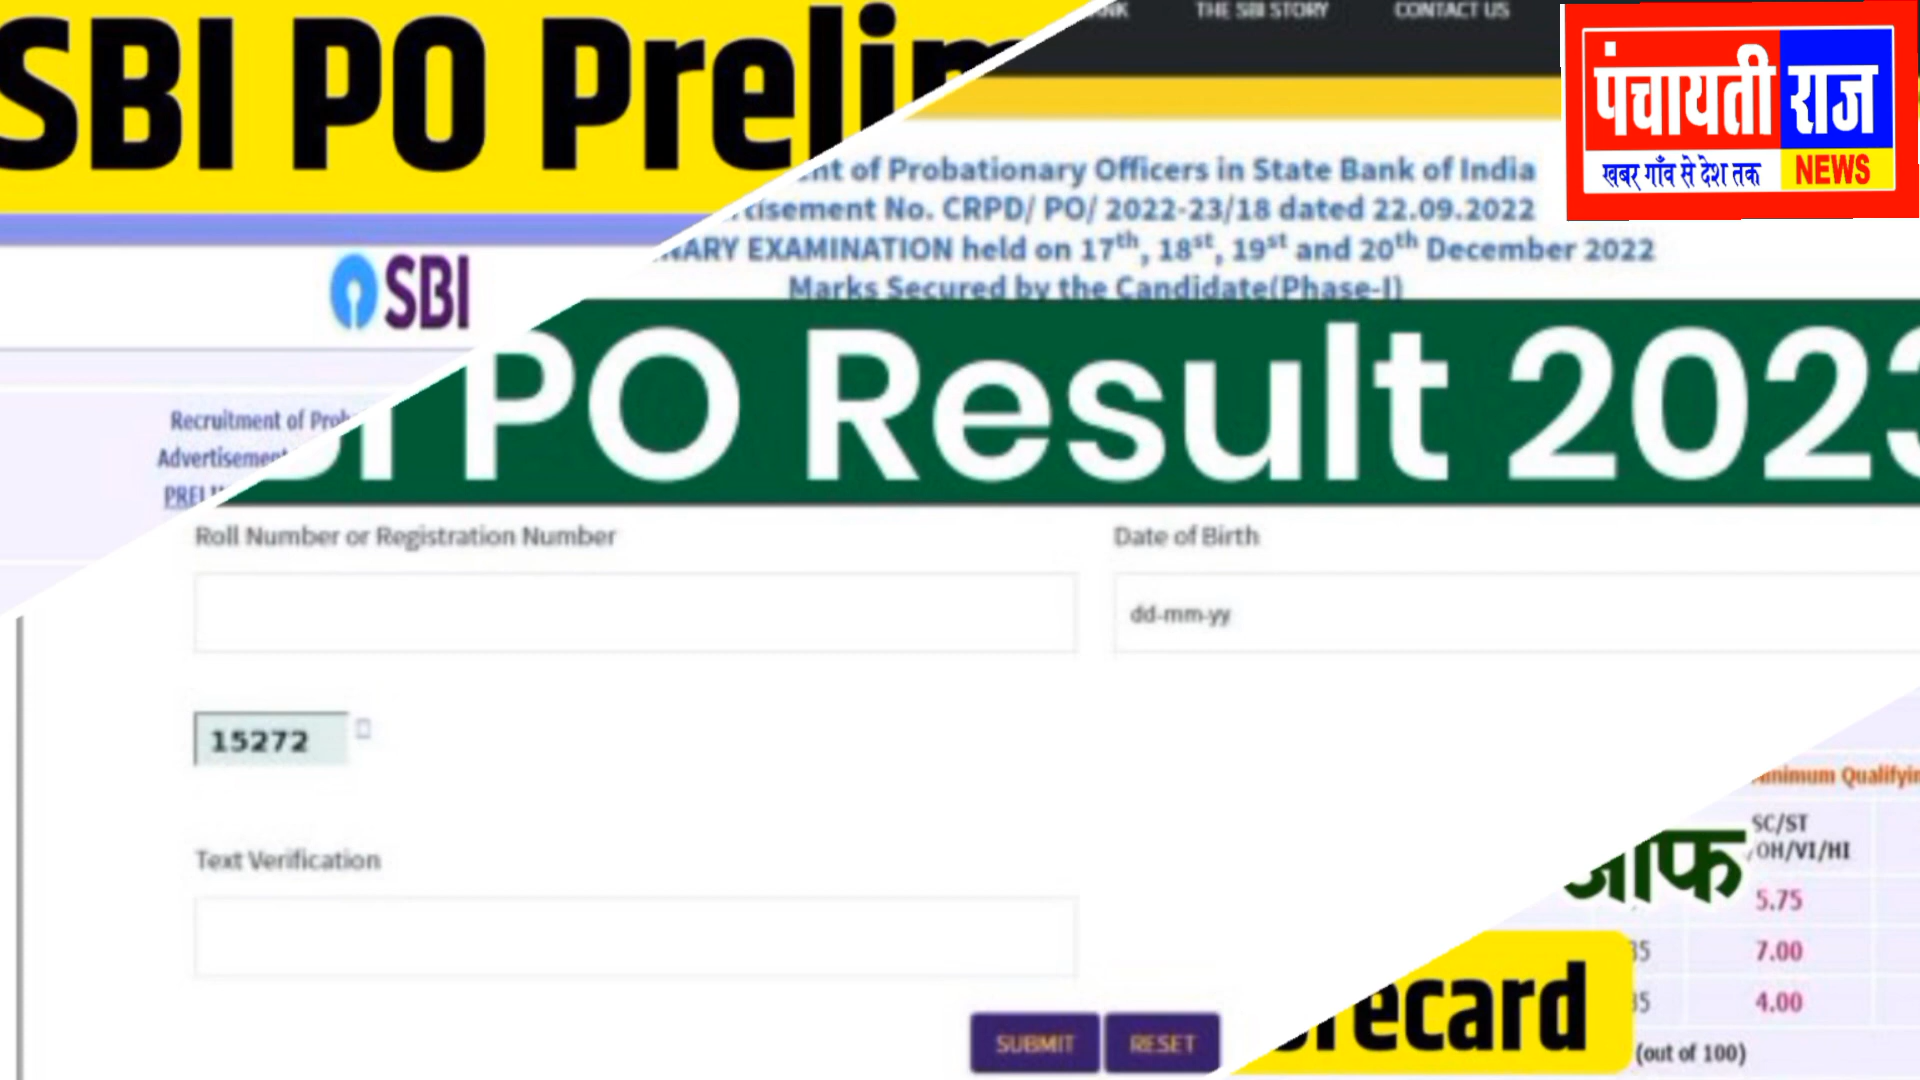 SBI PO Prelim
THE SBI STORY
CONTACT US
पंचायती राज
खबर गाँव से देश तक
NEWS
of Probationary Officers in State Bank of India
No. CRPD/ PO/ 2022-23/18 dated 22.09.2022
EXAMINATION held on 17th, 18st, 19st and 20th December 2022
Marks Secured by the Candidate(Phase-I)
SBI
PO Result 2023
Recruitment of
Advertisement
Roll Number or Registration Number
Date of Birth
dd-mm-yy
15272
Text Verification
SUBMIT
RESET
Qualifyin
SC/ST
/OH/VI/HI
5.75
7.00
4.00
(out of 100)